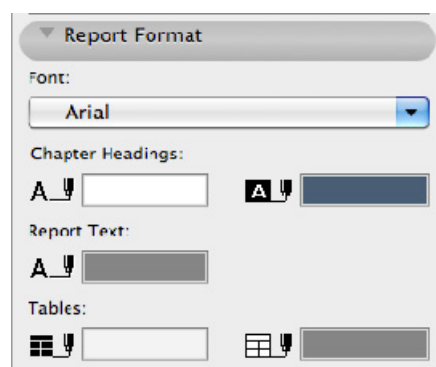 Report Format
Font:
Arial
Chapter Headings:
A A
Report Text:
A
Tables: